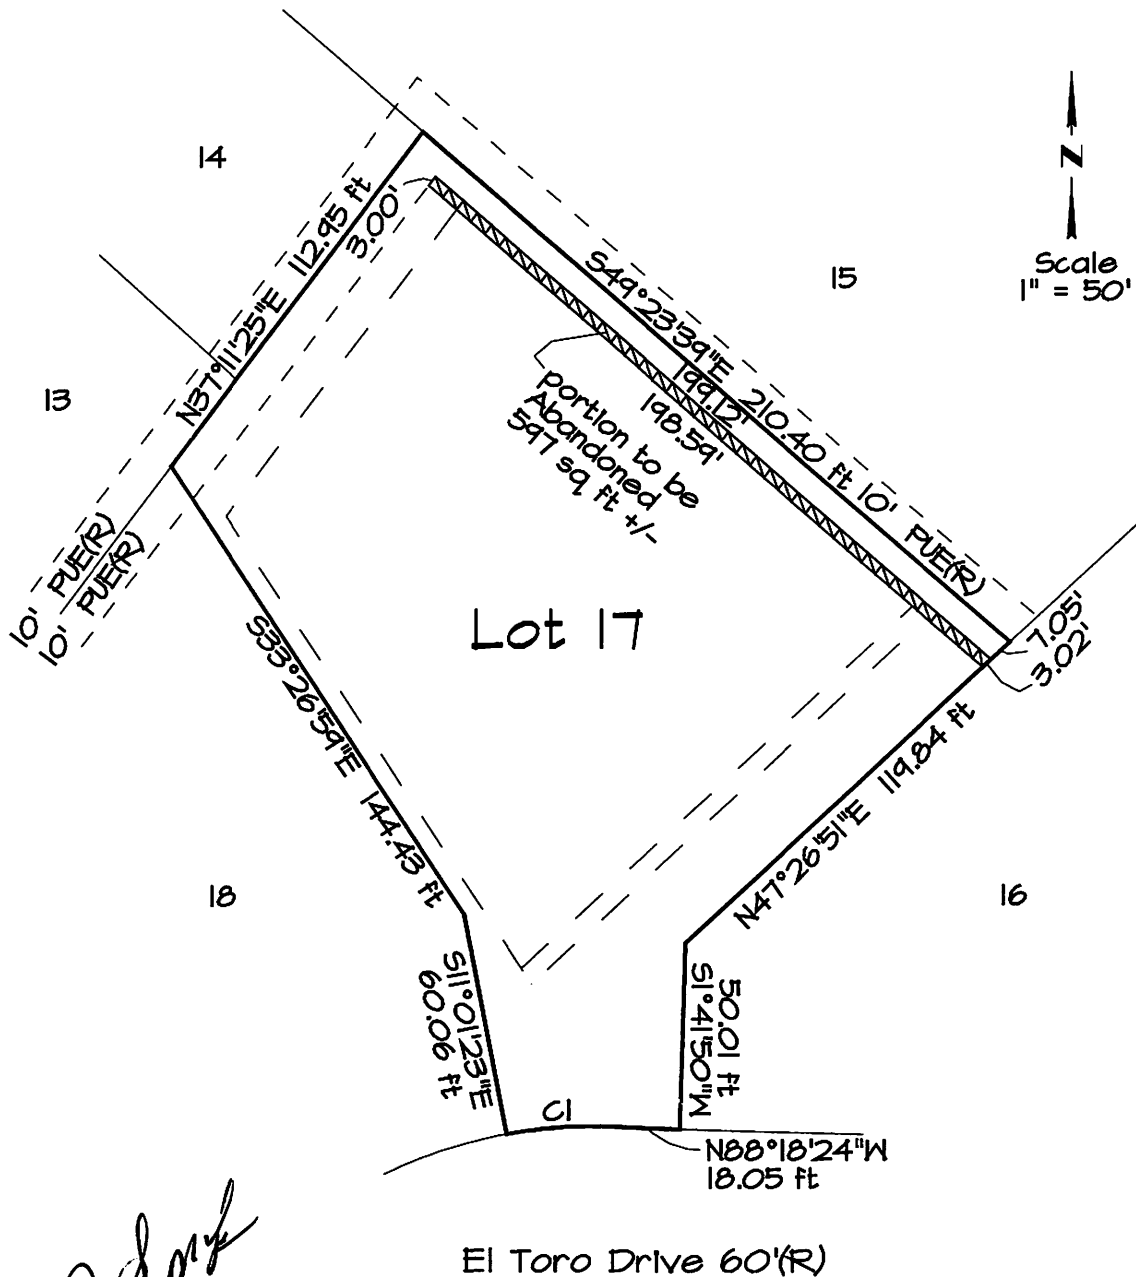 14
N
Scale
1" = 50'
15
13
N37°11'25"E 112.95 ft
3.00'
S49°23'39"E 210.40 ft 10' PUE(R)
199.12'
198.59'
portion to be
Abandoned
597 sq ft +/-
10' PUE(R)
10' PUE(R)
Lot 17
7.05'
3.02'
S33°26'59"E 144.43 ft
N47°26'51"E 119.84 ft
18
16
S11°01'23"E
60.06 ft
50.01 ft
S1°41'50"W
C1
N88°18'24"W
18.05 ft
El Toro Drive 60'(R)